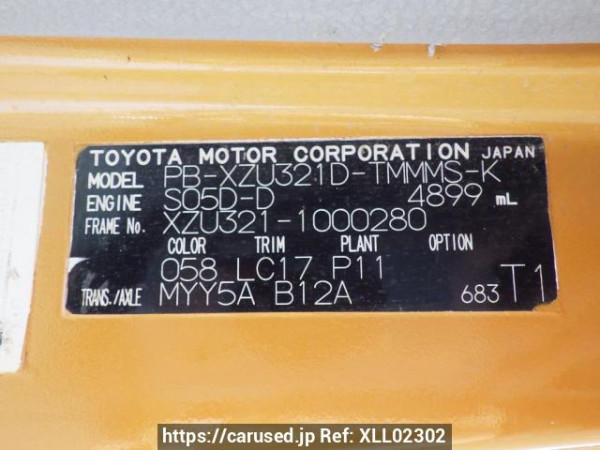 TOYOTA MOTOR CORPORATION JAPAN
MODEL PB-XZU321D-TMMMS-K
ENGINE S05D-D 4899 mL
FRAME No. XZU321-1000280
COLOR TRIM PLANT OPTION
058 LC17 P11
TRANS./AXLE MYY5A B12A 683 T1
https://carused.jp Ref: XLL02302